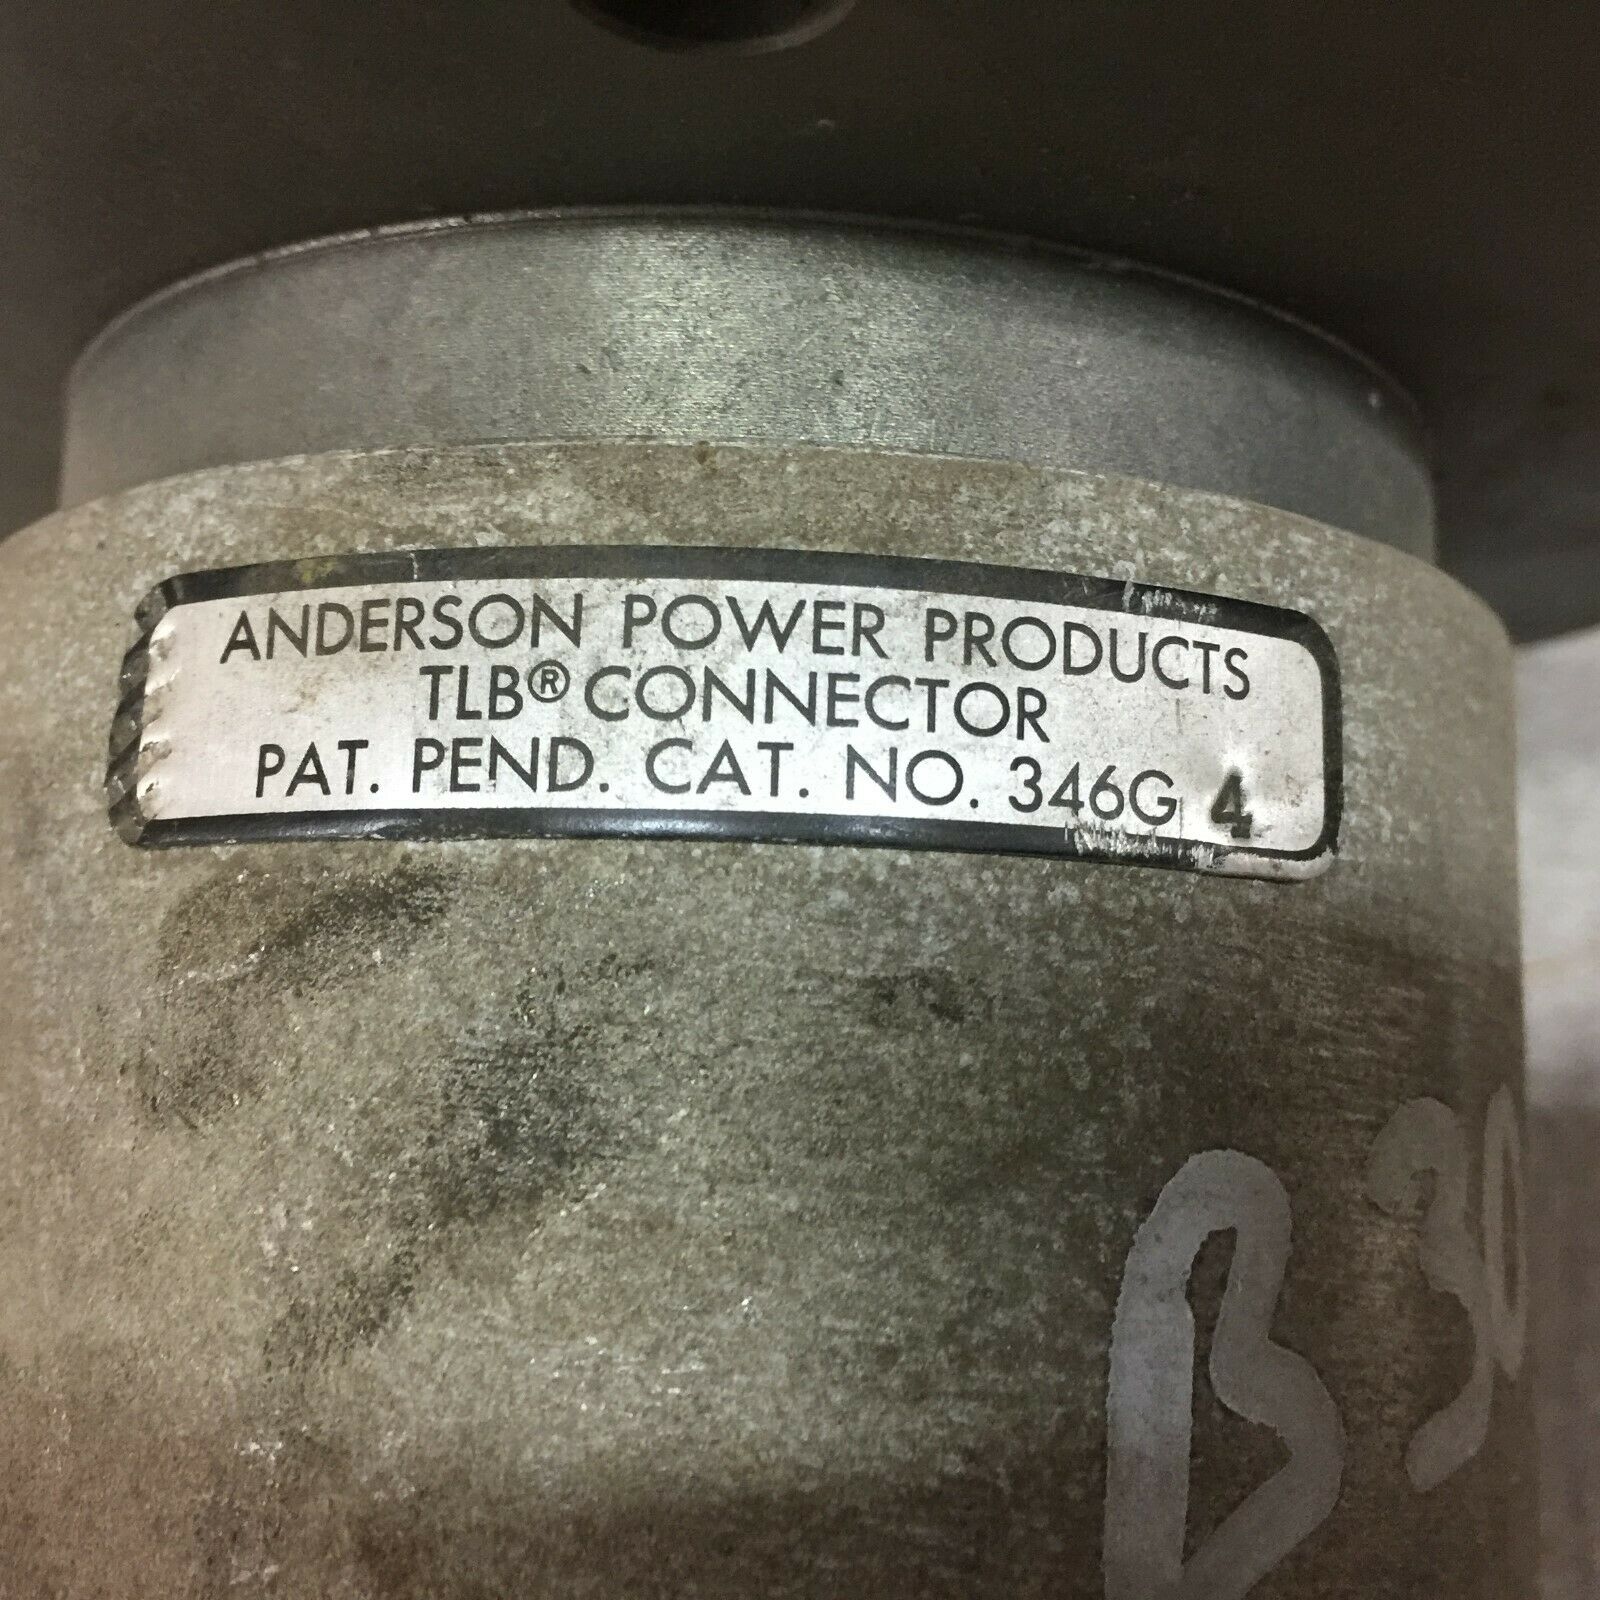 ANDERSON POWER PRODUCTS
TLB® CONNECTOR
PAT. PEND. CAT. NO. 346G 4
B